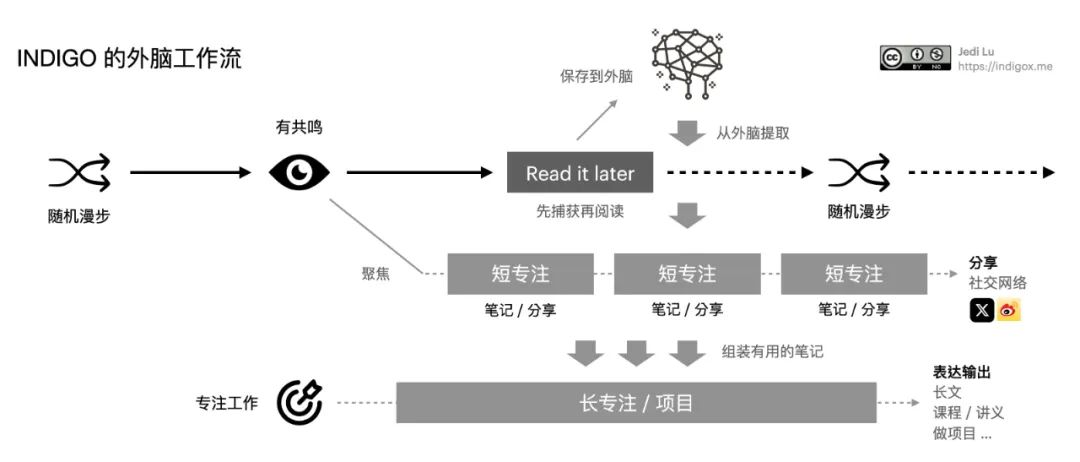 INDIGO 的外脑工作流
cc
BY NC
Jedi Lu
https://indigox.me
保存到外脑
从外脑提取
有共鸣
随机漫步
Read it later
先捕获再阅读
随机漫步
聚焦
短专注
短专注
短专注
笔记 / 分享
笔记 / 分享
笔记 / 分享
分享
社交网络
X
组装有用的笔记
专注工作
长专注 / 项目
表达输出
长文
课程 / 讲义
做项目 ...